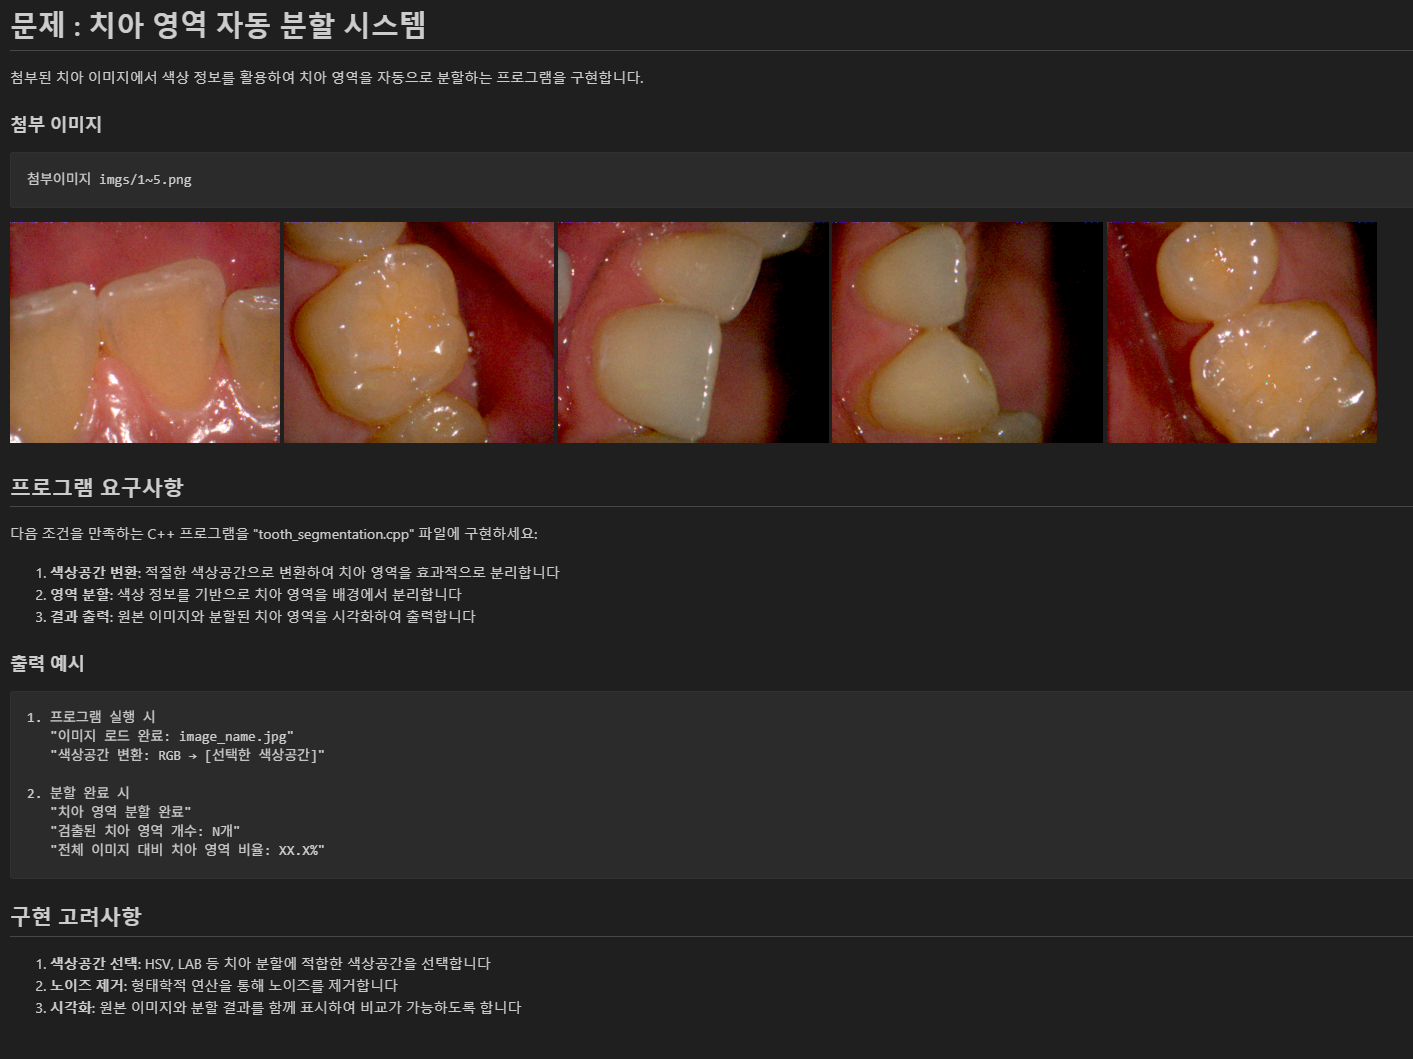 문제 : 치아 영역 자동 분할 시스템
첨부된 치아 이미지에서 색상 정보를 활용하여 치아 영역을 자동으로 분할하는 프로그램을 구현합니다.
첨부 이미지
첨부이미지 imgs/1~5.png
프로그램 요구사항
다음 조건을 만족하는 C++ 프로그램을 "tooth_segmentation.cpp" 파일에 구현하세요:
1. 색상공간 변환: 적절한 색상공간으로 변환하여 치아 영역을 효과적으로 분리합니다
2. 영역 분할: 색상 정보를 기반으로 치아 영역을 배경에서 분리합니다
3. 결과 출력: 원본 이미지와 분할된 치아 영역을 시각화하여 출력합니다
출력 예시
1. 프로그램 실행 시
"이미지 로드 완료: image_name.jpg"
"색상공간 변환: RGB → [선택한 색상공간]"
2. 분할 완료 시
"치아 영역 분할 완료"
"검출된 치아 영역 개수: N개"
"전체 이미지 대비 치아 영역 비율: XX.X%"
구현 고려사항
1. 색상공간 선택: HSV, LAB 등 치아 분할에 적합한 색상공간을 선택합니다
2. 노이즈 제거: 형태학적 연산을 통해 노이즈를 제거합니다
3. 시각화: 원본 이미지와 분할 결과를 함께 표시하여 비교가 가능하도록 합니다